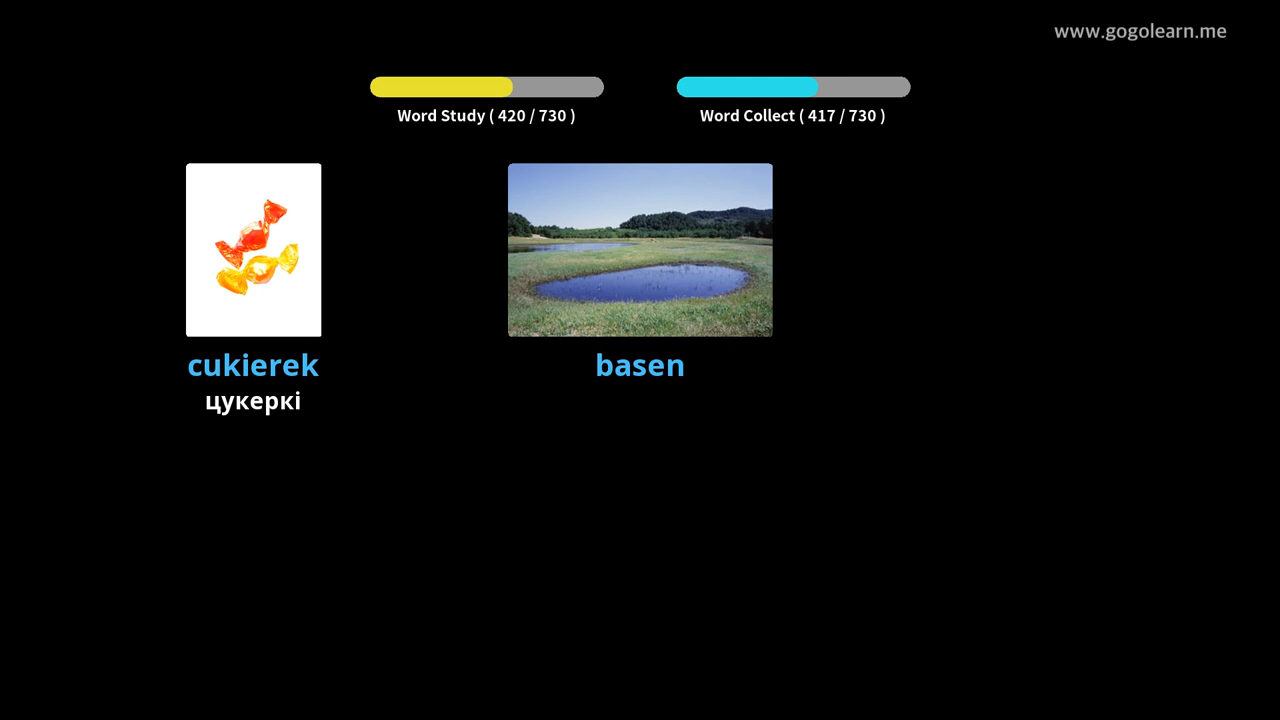 www.gogolearn.me
Word Study ( 420 / 730 )
Word Collect ( 417 / 730 )
cukierek
basen
цукеркі